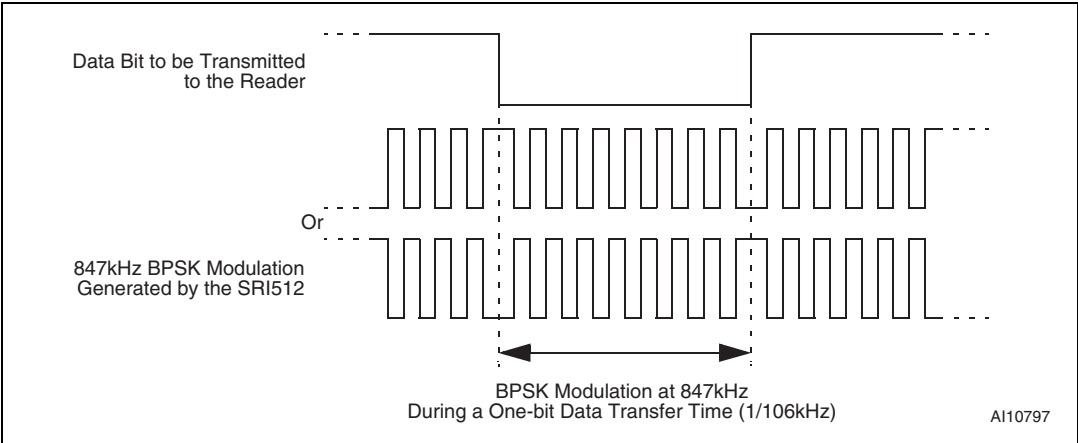 Data Bit to be Transmitted
to the Reader
Or
847kHz BPSK Modulation
Generated by the SRI512
BPSK Modulation at 847kHz
During a One-bit Data Transfer Time (1/106kHz)
AI10797